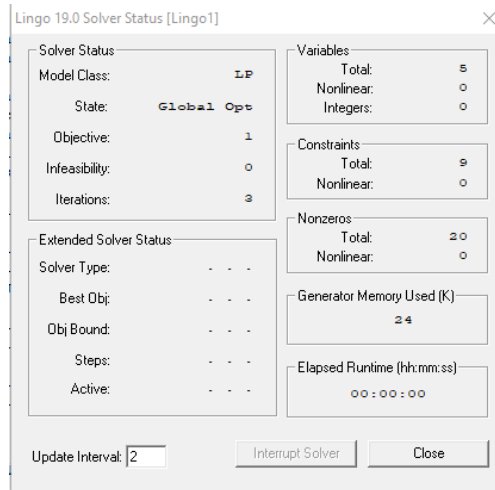 Lingo 19.0 Solver Status [Lingo1]
Solver Status
Model Class: LP
State: Global Opt
Objective: 1
Infeasibility: 0
Iterations: 3
Extended Solver Status
Solver Type: . . .
Best Obj: . . .
Obj Bound: . . .
Steps: . . .
Active: . . .
Update Interval: 2
Variables
Total: 5
Nonlinear: 0
Integers: 0
Constraints
Total: 9
Nonlinear: 0
Nonzeros
Total: 20
Nonlinear: 0
Generator Memory Used (K)
24
Elapsed Runtime (hh:mm:ss)
00:00:00
Interrupt Solver
Close